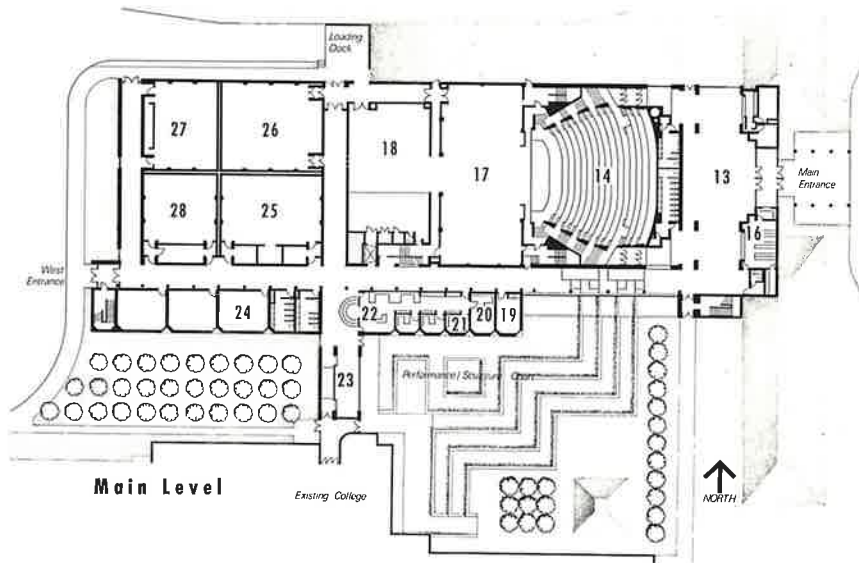 Loading
Dock
27
26
18
17
14
13
Main
Entrance
28
25
16
West
Entrance
24
22
21
20
19
23
Performance / Sculpture Court
Main Level
Existing College
NORTH